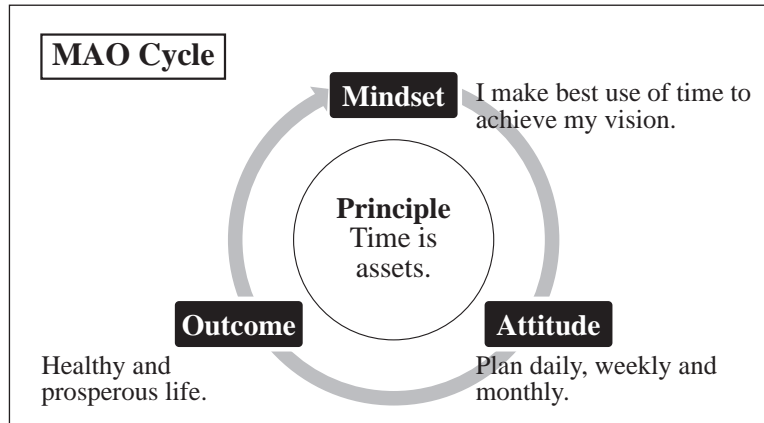 MAO Cycle
Mindset
I make best use of time to
achieve my vision.
Principle
Time is
assets.
Outcome
Healthy and
prosperous life.
Attitude
Plan daily, weekly and
monthly.